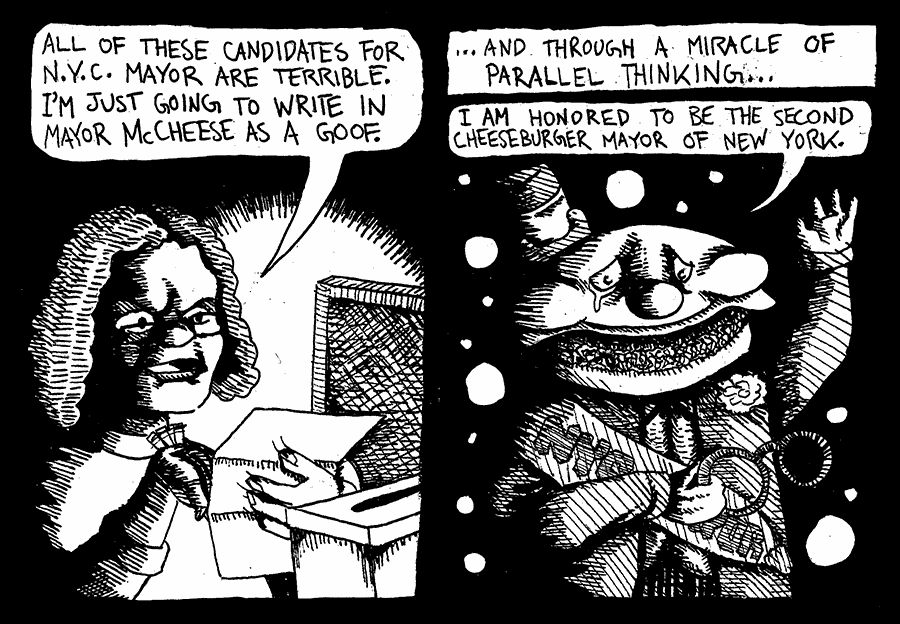 ALL OF THESE CANDIDATES FOR
N.Y.C. MAYOR ARE TERRIBLE.
I'M JUST GOING TO WRITE IN
MAYOR McCHEESE AS A GOOF.
...AND THROUGH A MIRACLE OF
PARALLEL THINKING...
I AM HONORED TO BE THE SECOND
CHEESEBURGER MAYOR OF NEW YORK.